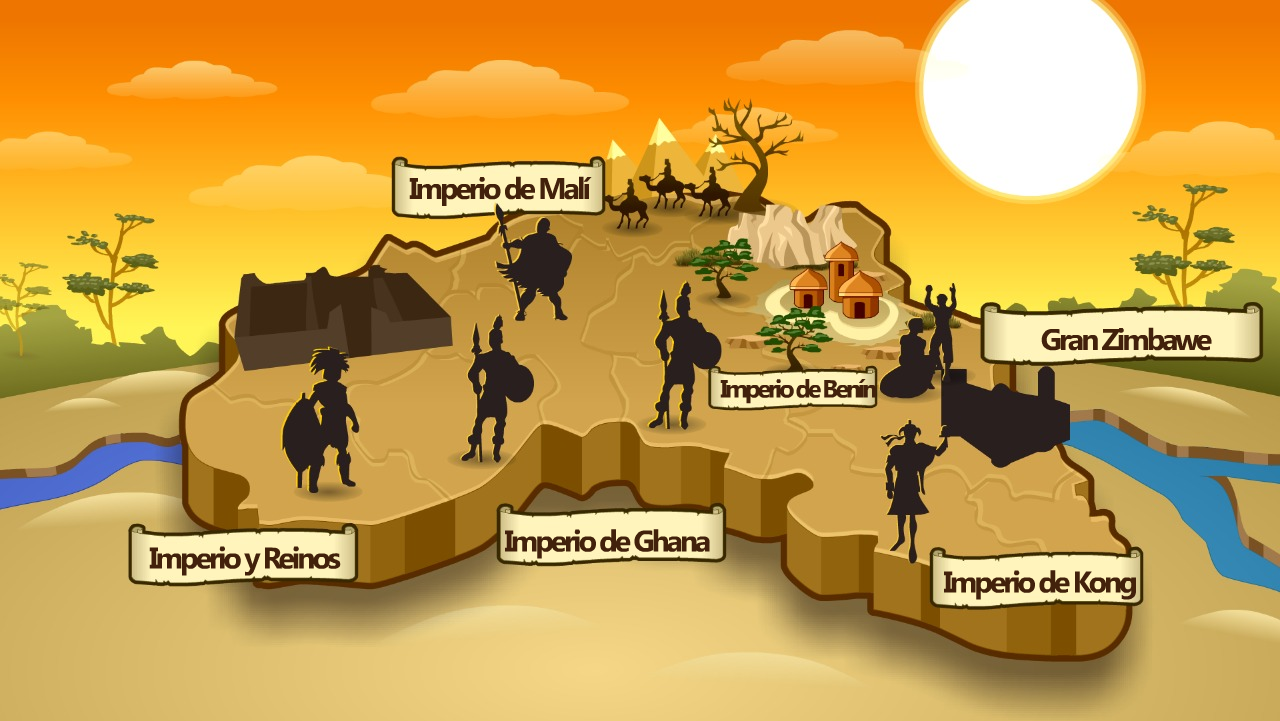 Imperio de Malí
Gran Zimbawe
Imperio de Benín
Imperio y Reinos
Imperio de Ghana
Imperio de Kong